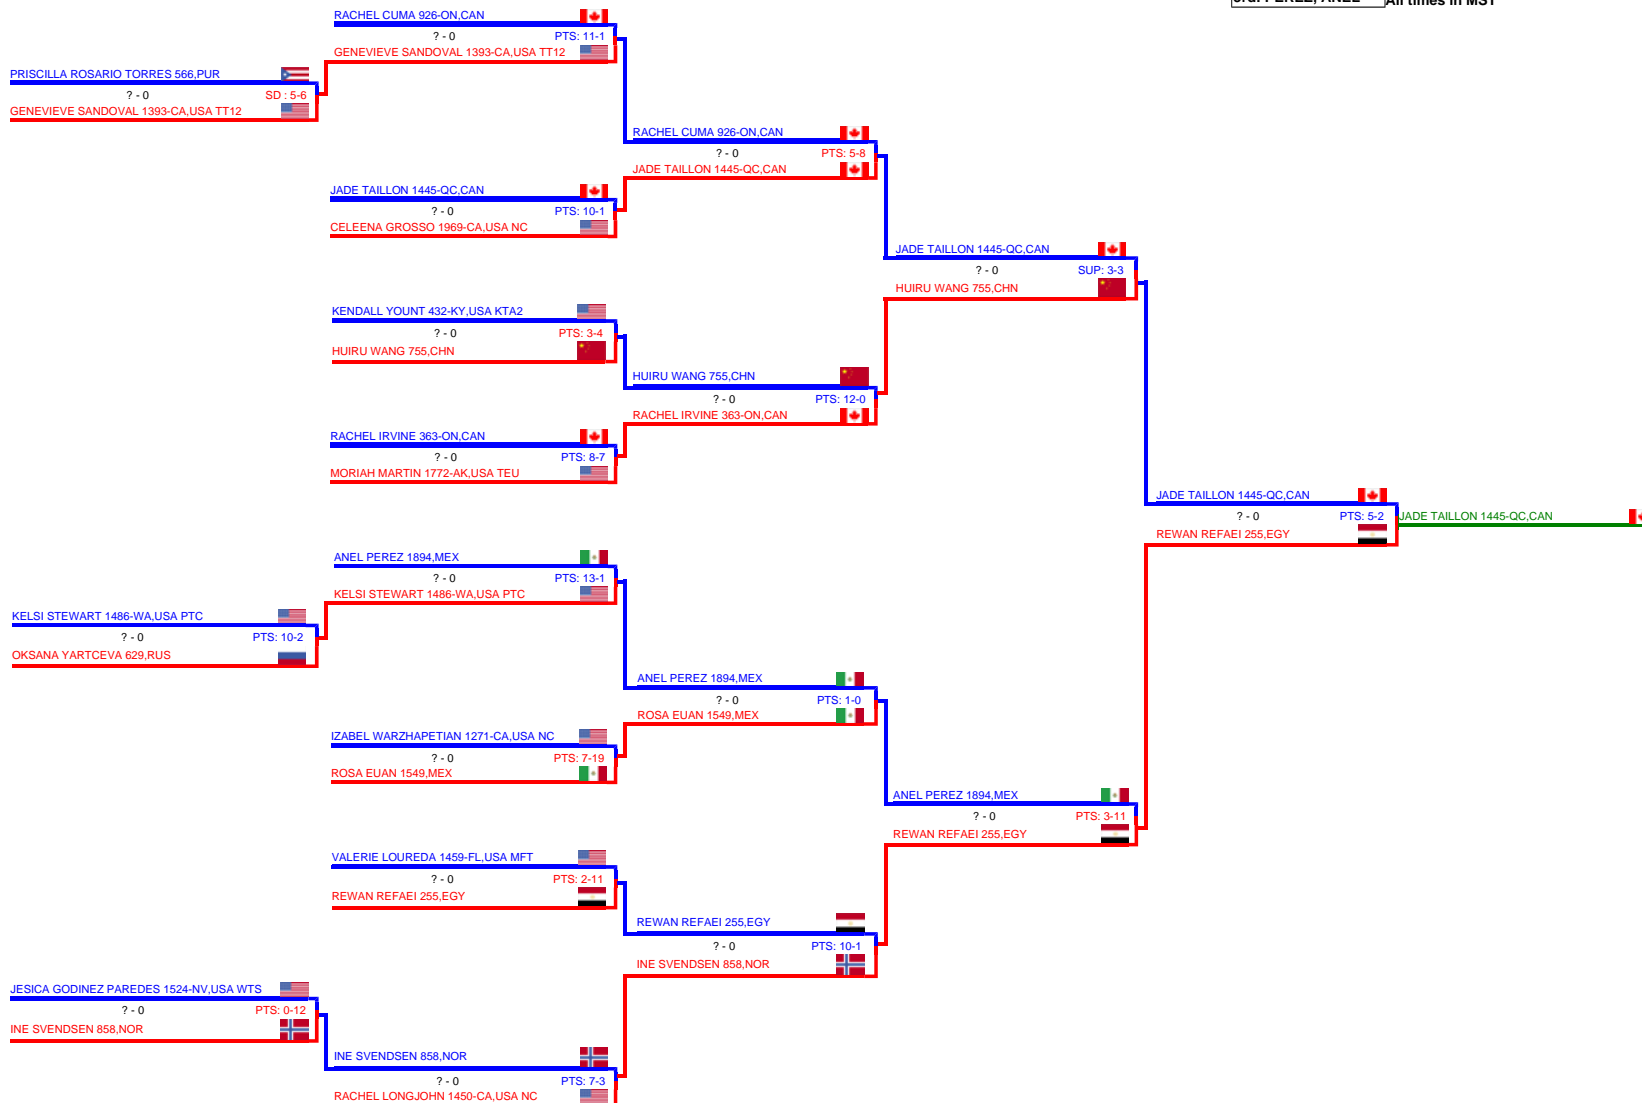 3rd: PEREZ, ANEL All times in MST
RACHEL CUMA 926-ON,CAN
? - 0 PTS: 11-1
GENEVIEVE SANDOVAL 1393-CA,USA TT12
PRISCILLA ROSARIO TORRES 566,PUR
? - 0 SD : 5-6
GENEVIEVE SANDOVAL 1393-CA,USA TT12
RACHEL CUMA 926-ON,CAN
? - 0 PTS: 5-8
JADE TAILLON 1445-QC,CAN
JADE TAILLON 1445-QC,CAN
? - 0 PTS: 10-1
CELEENA GROSSO 1969-CA,USA NC
JADE TAILLON 1445-QC,CAN
? - 0 SUP: 3-3
HUIRU WANG 755,CHN
KENDALL YOUNT 432-KY,USA KTA2
? - 0 PTS: 3-4
HUIRU WANG 755,CHN
HUIRU WANG 755,CHN
? - 0 PTS: 12-0
RACHEL IRVINE 363-ON,CAN
RACHEL IRVINE 363-ON,CAN
? - 0 PTS: 8-7
MORIAH MARTIN 1772-AK,USA TEU
JADE TAILLON 1445-QC,CAN
? - 0 PTS: 5-2
JADE TAILLON 1445-QC,CAN
REWAN REFAEI 255,EGY
ANEL PEREZ 1894,MEX
? - 0 PTS: 13-1
KELSI STEWART 1486-WA,USA PTC
KELSI STEWART 1486-WA,USA PTC
? - 0 PTS: 10-2
OKSANA YARTCEVA 629,RUS
ANEL PEREZ 1894,MEX
? - 0 PTS: 1-0
ROSA EUAN 1549,MEX
IZABEL WARZHAPETIAN 1271-CA,USA NC
? - 0 PTS: 7-19
ROSA EUAN 1549,MEX
ANEL PEREZ 1894,MEX
? - 0 PTS: 3-11
REWAN REFAEI 255,EGY
VALERIE LOUREDA 1459-FL,USA MFT
? - 0 PTS: 2-11
REWAN REFAEI 255,EGY
REWAN REFAEI 255,EGY
? - 0 PTS: 10-1
INE SVENDSEN 858,NOR
JESICA GODINEZ PAREDES 1524-NV,USA WTS
? - 0 PTS: 0-12
INE SVENDSEN 858,NOR
INE SVENDSEN 858,NOR
? - 0 PTS: 7-3
RACHEL LONGJOHN 1450-CA,USA NC